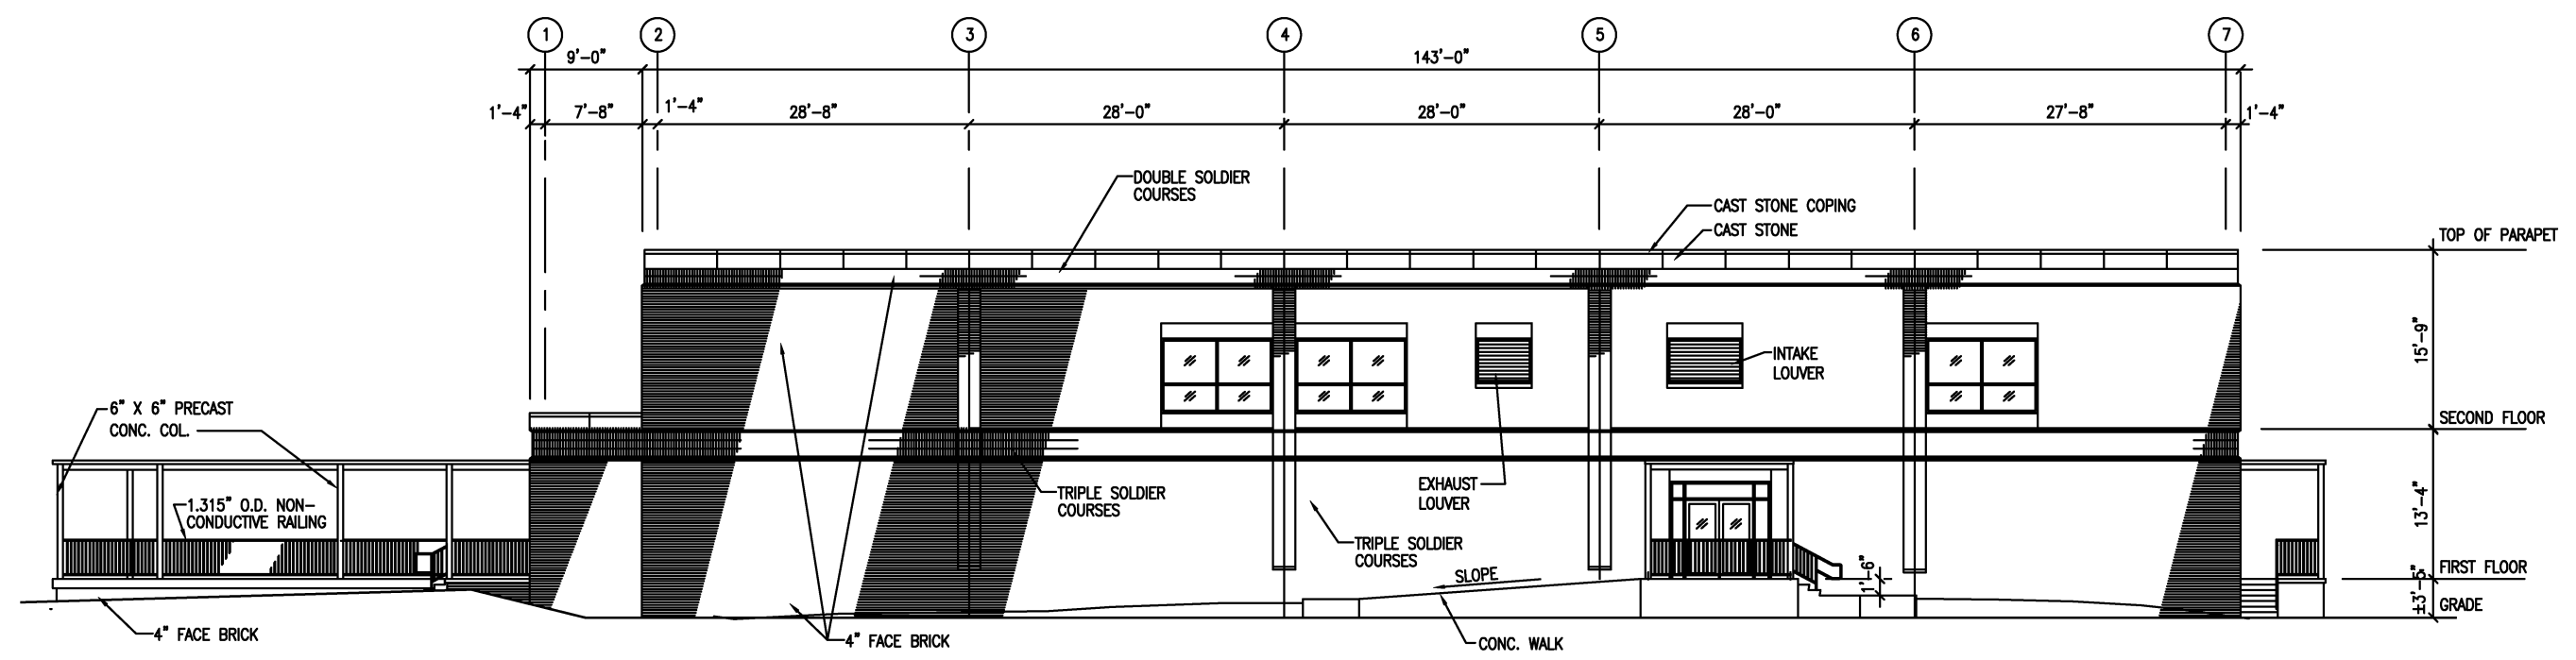 1 2 3 4 5 6 7
9'-0" 143'-0"
1'-4" 7'-8" 1'-4" 28'-8" 28'-0" 28'-0" 28'-0" 27'-8" 1'-4"
DOUBLE SOLDIER
COURSES
CAST STONE COPING
CAST STONE
TOP OF PARAPET
15'-9"
INTAKE
LOUVER
6" X 6" PRECAST
CONC. COL.
SECOND FLOOR
EXHAUST
LOUVER
TRIPLE SOLDIER
COURSES
1.315" O.D. NON-
CONDUCTIVE RAILING
13'-4"
TRIPLE SOLDIER
COURSES
SLOPE
1'-6"
FIRST FLOOR
±3'-5"
GRADE
4" FACE BRICK
4" FACE BRICK
CONC. WALK